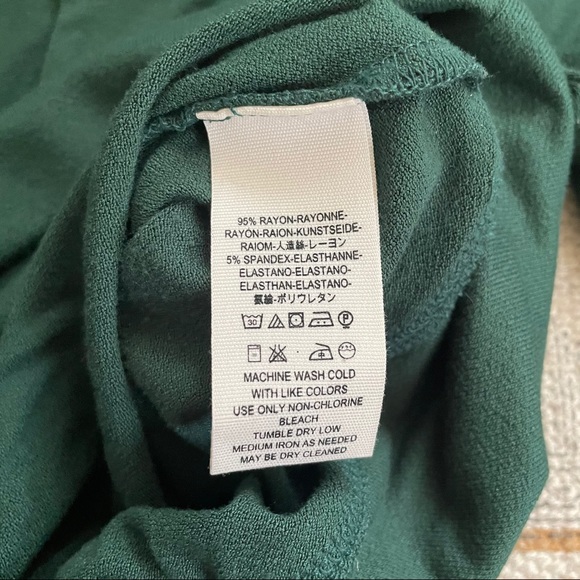 95% RAYON-RAYONNE-
RAYON-RAION-KUNSTSEIDE-
RAIOM-人造絲-レーヨン
5% SPANDEX-ELASTHANNE-
ELASTANO-ELASTANO-
ELASTHAN-ELASTANO-
氨綸-ポリウレタン
30 P
MACHINE WASH COLD
WITH LIKE COLORS
USE ONLY NON-CHLORINE
BLEACH
TUMBLE DRY LOW
MEDIUM IRON AS NEEDED
MAY BE DRY CLEANED